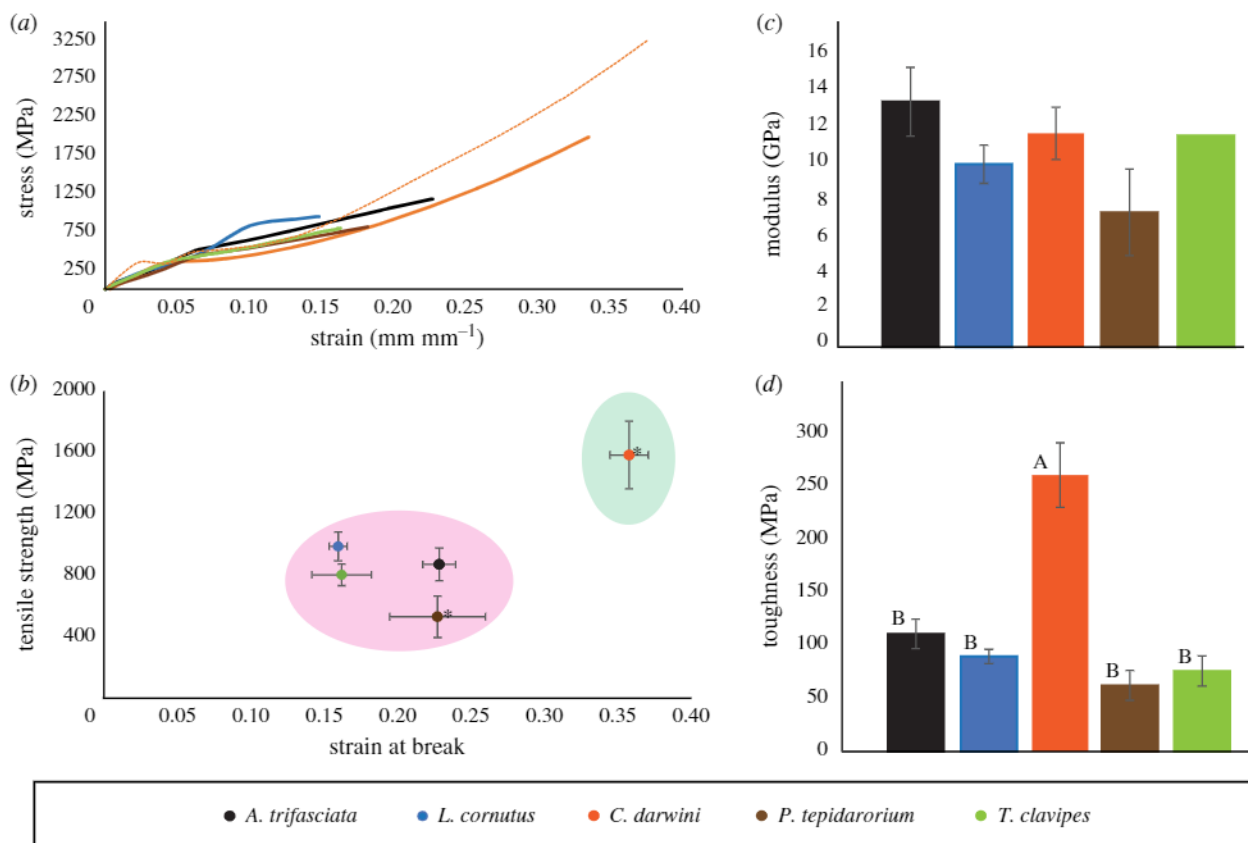 (a)
3250
2750
2250
1750
1250
750
250
stress (MPa)
0 0.05 0.10 0.15 0.20 0.25 0.30 0.35 0.40
strain (mm mm⁻¹)
(c)
16
14
12
10
8
6
4
2
0
modulus (GPa)
(b)
2000
1600
1200
800
400
tensile strength (MPa)
*
*
0 0.05 0.10 0.15 0.20 0.25 0.30 0.35 0.40
strain at break
(d)
300
250
200
150
100
50
0
toughness (MPa)
B
B
A
B
B
A. trifasciata L. cornutus C. darwini P. tepidarorium T. clavipes